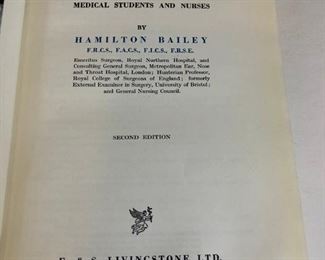 MEDICAL STUDENTS AND NURSES
BY
HAMILTON BAILEY
F.R.C.S., F.A.C.S., F.I.C.S., F.R.S.E.
Emeritus Surgeon, Royal Northern Hospital, and
Consulting General Surgeon, Metropolitan Ear, Nose
and Throat Hospital, London; Hunterian Professor,
Royal College of Surgeons of England; formerly
External Examiner in Surgery, University of Bristol;
and General Nursing Council.
SECOND EDITION
E. & S. LIVINGSTONE, LTD.